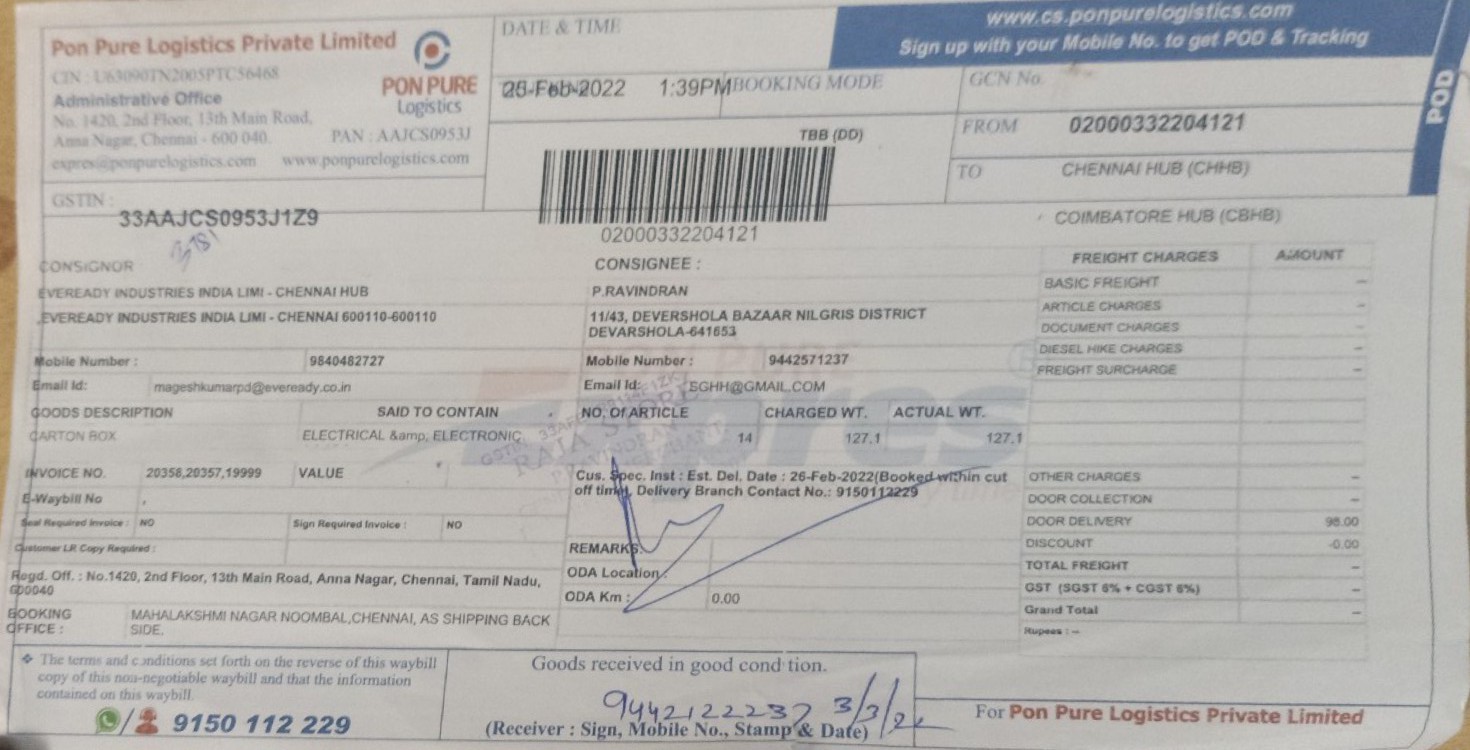 Pon Pure Logistics Private Limited
CIN : U63090TN2005PTC56468
Administrative Office
No. 1420, 2nd Floor, 13th Main Road,
Anna Nagar, Chennai - 600 040.
PAN : AAJCS0953J
expres@ponpurelogistics.com www.ponpurelogistics.com
PON PURE
Logistics
GSTIN :
33AAJCS0953J1Z9
3781
DATE & TIME
25-Feb-2022 1:39PM
BOOKING MODE
TBB (DD)
02000332204121
www.cs.ponpurelogistics.com
Sign up with your Mobile No. to get POD & Tracking
POD
GCN No.
FROM 02000332204121
TO CHENNAI HUB (CHHB)
COIMBATORE HUB (CBHB)
CONSIGNOR
EVEREADY INDUSTRIES INDIA LIMI - CHENNAI HUB
EVEREADY INDUSTRIES INDIA LIMI - CHENNAI 600110-600110
Mobile Number : 9840482727
Email Id: mageshkumarpd@eveready.co.in
CONSIGNEE :
P.RAVINDRAN
11/43, DEVERSHOLA BAZAAR NILGRIS DISTRICT
DEVARSHOLA-641653
Mobile Number : 9442571237
Email Id: SGHH@GMAIL.COM
GOODS DESCRIPTION SAID TO CONTAIN NO. Of ARTICLE CHARGED WT. ACTUAL WT.
CARTON BOX ELECTRICAL &amp; ELECTRONIC 14 127.1 127.1
RAJA STORE
INVOICE NO. 20358,20357,19999 VALUE
E-Waybill No ,
Seal Required Invoice : NO Sign Required Invoice : NO
Customer LR Copy Required :
Regd. Off. : No.1420, 2nd Floor, 13th Main Road, Anna Nagar, Chennai, Tamil Nadu,
600040
BOOKING OFFICE : MAHALAKSHMI NAGAR NOOMBAL,CHENNAI, AS SHIPPING BACK
SIDE.
Cus. Spec. Inst : Est. Del. Date : 26-Feb-2022(Booked within cut
off time), Delivery Branch Contact No.: 9150112229
REMARKS:
ODA Location:
ODA Km : 0.00
FREIGHT CHARGES AMOUNT
BASIC FREIGHT –
ARTICLE CHARGES –
DOCUMENT CHARGES –
DIESEL HIKE CHARGES –
FREIGHT SURCHARGE –
OTHER CHARGES –
DOOR COLLECTION –
DOOR DELIVERY 98.00
DISCOUNT -0.00
TOTAL FREIGHT –
GST (SGST 6% + CGST 6%) –
Grand Total –
Rupees : –
The terms and conditions set forth on the reverse of this waybill
copy of this non-negotiable waybill and that the information
contained on this waybill.
9150 112 229
Goods received in good condition.
9442122237 3/3/22
(Receiver : Sign, Mobile No., Stamp & Date)
For Pon Pure Logistics Private Limited